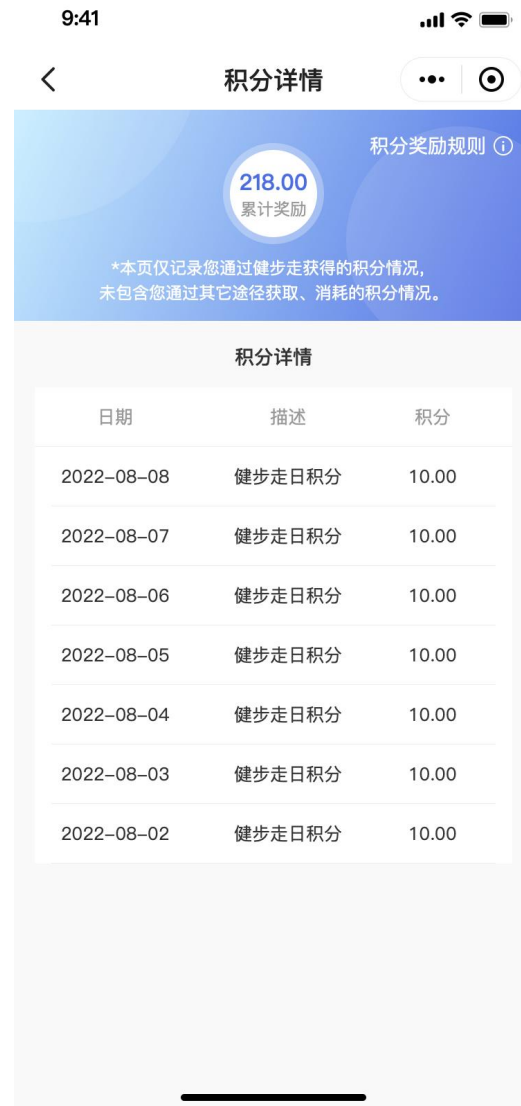 9:41
积分详情
积分奖励规则
218.00
累计奖励
*本页仅记录您通过健步走获得的积分情况,
未包含您通过其它途径获取、消耗的积分情况。
积分详情
日期 描述 积分
2022-08-08 健步走日积分 10.00
2022-08-07 健步走日积分 10.00
2022-08-06 健步走日积分 10.00
2022-08-05 健步走日积分 10.00
2022-08-04 健步走日积分 10.00
2022-08-03 健步走日积分 10.00
2022-08-02 健步走日积分 10.00